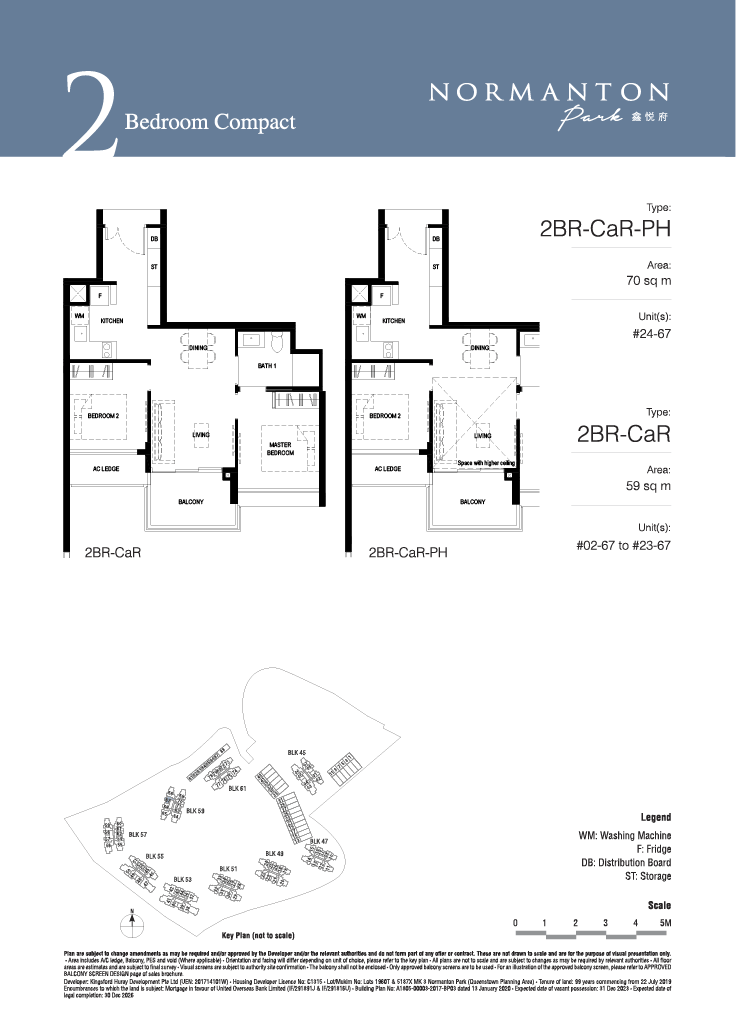 2
Bedroom Compact
NORMANTON
Park 鑫悦府
Type:
2BR-CaR-PH
Area:
70 sq m
Unit(s):
#24-67
Type:
2BR-CaR
Area:
59 sq m
Unit(s):
#02-67 to #23-67
DB
ST
F
WM
KITCHEN
DINING
BATH 1
BEDROOM 2
LIVING
MASTER
BEDROOM
AC LEDGE
BALCONY
2BR-CaR
DB
ST
F
WM
KITCHEN
DINING
BEDROOM 2
LIVING
Space with higher ceiling
AC LEDGE
BALCONY
2BR-CaR-PH
BLK 45
BLK 61
BLK 59
BLK 57
BLK 55
BLK 53
BLK 51
BLK 49
BLK 47
N
Key Plan (not to scale)
Legend
WM: Washing Machine
F: Fridge
DB: Distribution Board
ST: Storage
Scale
0 1 2 3 4 5M
Plan are subject to change amendments as may be required and/or approved by the Developer and/or the relevant authorities and do not form part of any offer or contract. These are not drawn to scale and are for the purpose of visual presentation only.
• Area includes A/C ledge, Balcony, PES and void (Where applicable) • Orientation and facing will differ depending on unit of choice, please refer to the key plan • All plans are not to scale and are subject to changes as may be required by relevant authorities • All floor
areas are estimates and are subject to final survey • Visual screens are subject to authority site confirmation • The balcony shall not be enclosed • Only approved balcony screens are to be used • For an illustration of the approved balcony screen, please refer to APPROVED
BALCONY SCREEN DESIGN page of sales brochure.
Developer: Kingsford Huray Development Pte Ltd (UEN: 201714101W) • Housing Developer Licence No: C1315 • Lot/Mukim No: Lots 1960T & 5187X MK 3 Normanton Park (Queenstown Planning Area) • Tenure of land: 99 years commencing from 22 July 2019
Encumbrances to which the land is subject: Mortgage in favour of United Overseas Bank Limited (IF/291891J & IF/291815U) • Building Plan No: A1805-00003-2017-BP03 dated 13 January 2020 • Expected date of vacant possession: 31 Dec 2023 • Expected date of
legal completion: 30 Dec 2026